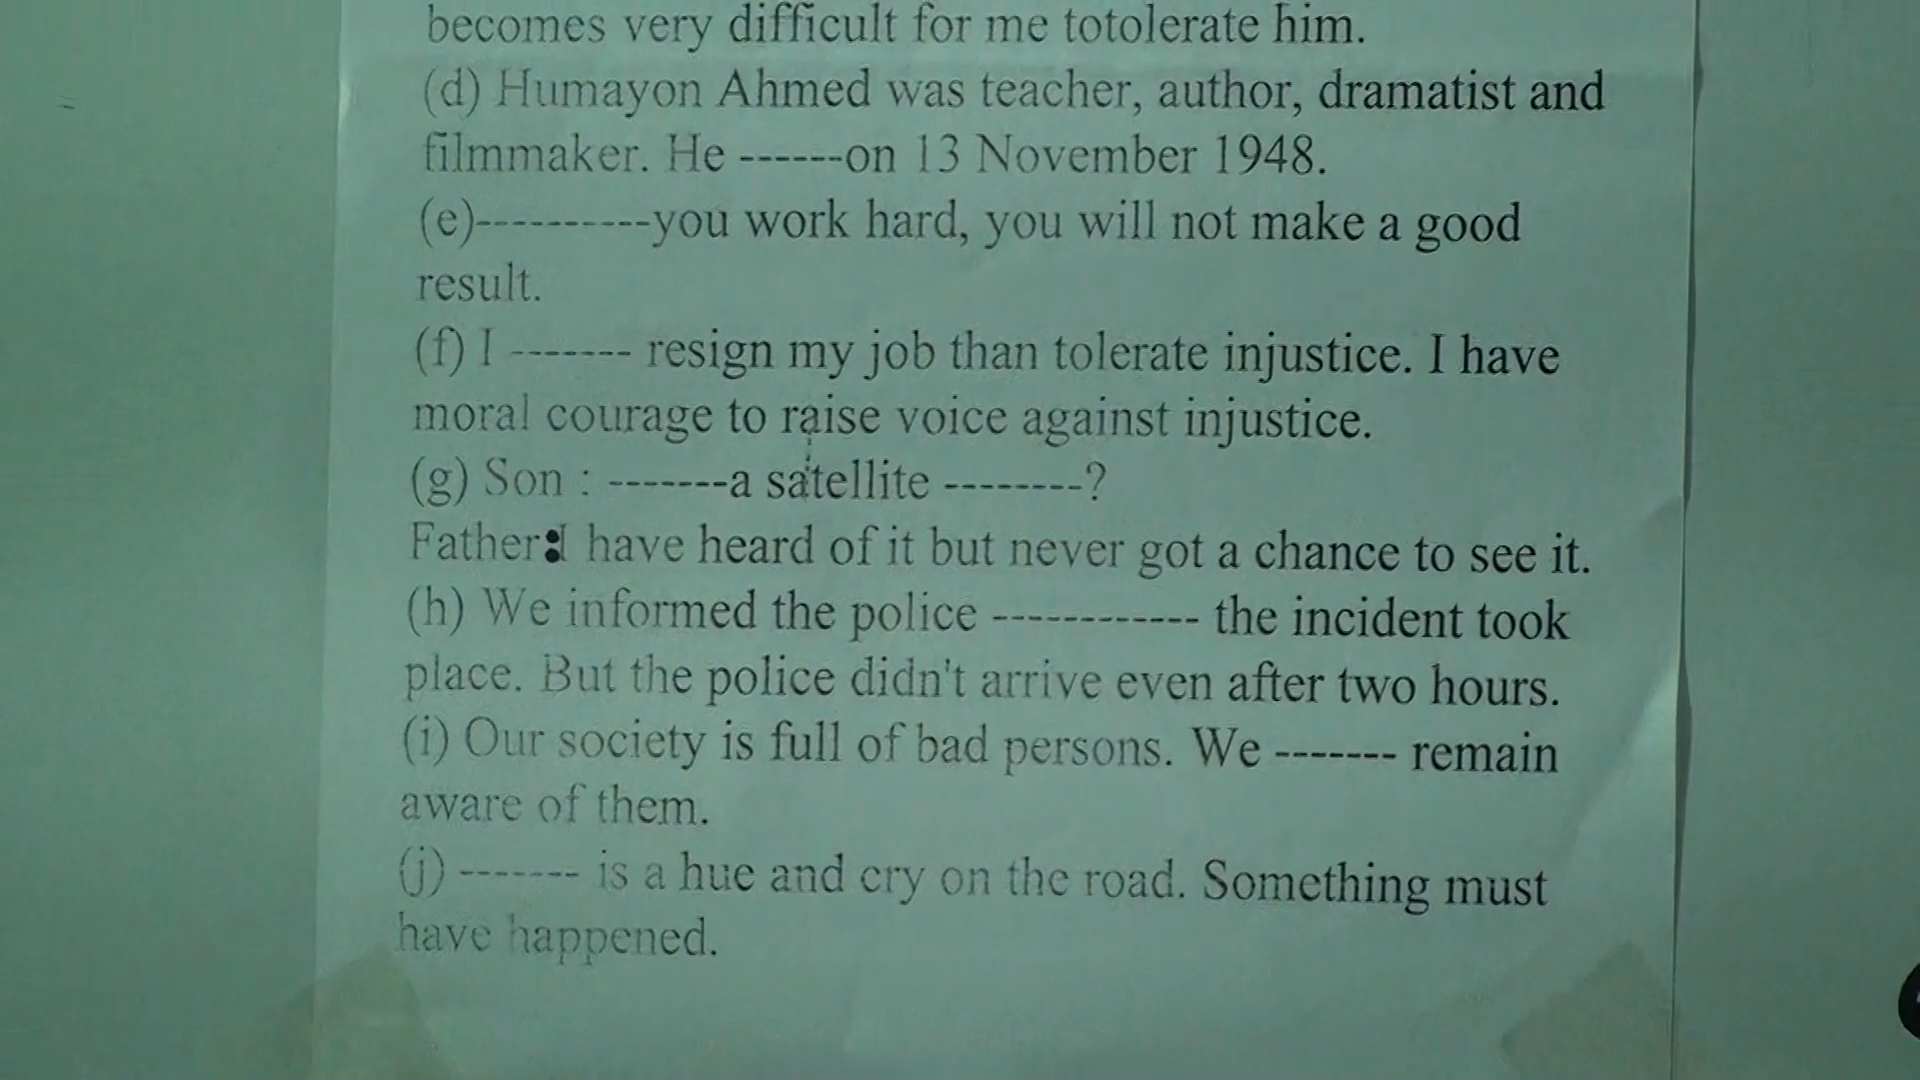 becomes very difficult for me totolerate him.
(d) Humayon Ahmed was teacher, author, dramatist and
filmmaker. He ------on 13 November 1948.
(e)----------you work hard, you will not make a good
result.
(f) I ------- resign my job than tolerate injustice. I have
moral courage to raise voice against injustice.
(g) Son : -------a satellite --------?
Father:I have heard of it but never got a chance to see it.
(h) We informed the police ------------ the incident took
place. But the police didn't arrive even after two hours.
(i) Our society is full of bad persons. We ------- remain
aware of them.
(j) ------- is a hue and cry on the road. Something must
have happened.